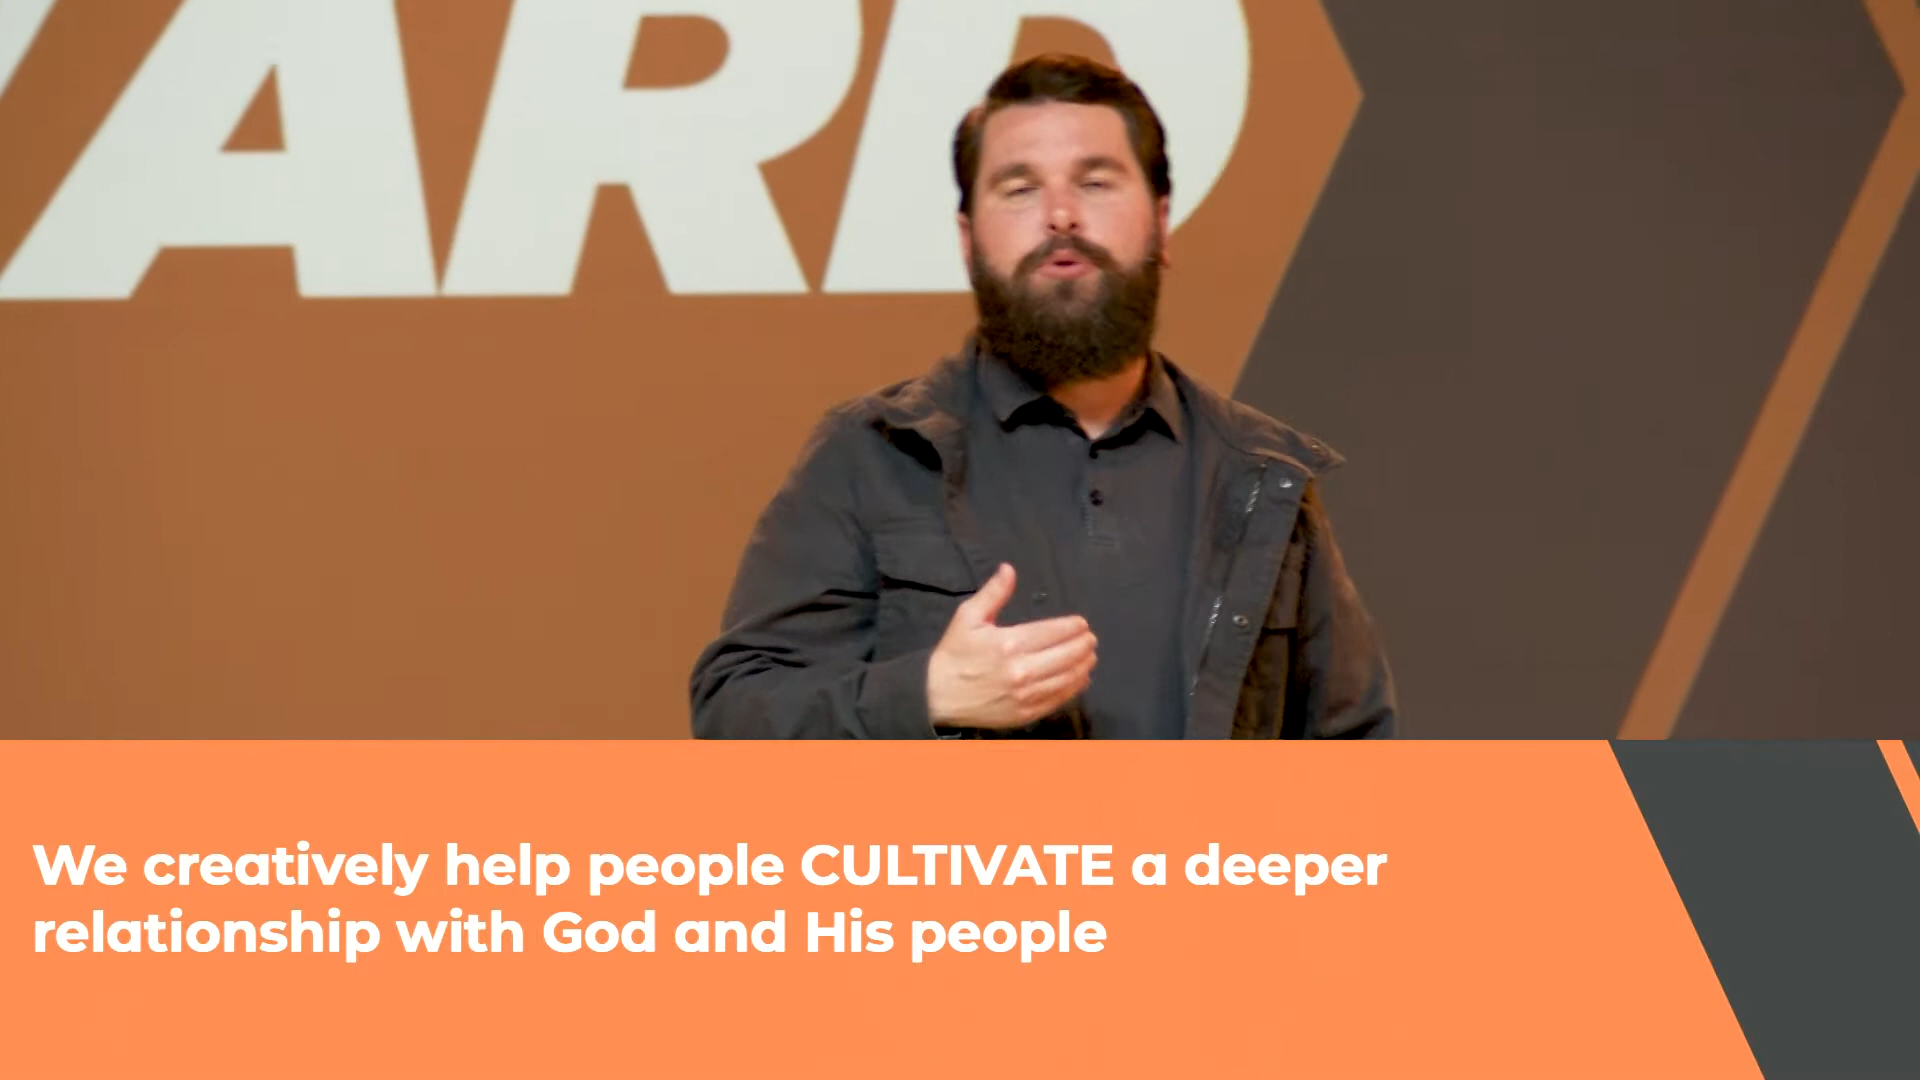 ARD
We creatively help people CULTIVATE a deeper
relationship with God and His people